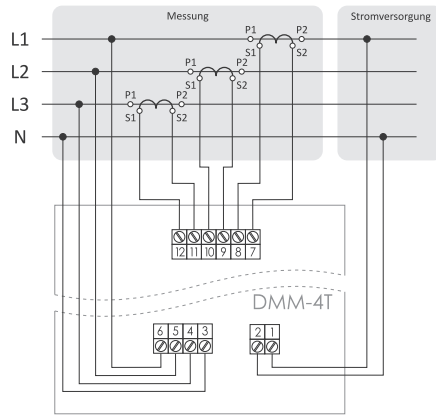 Messung
Stromversorgung
L1
P1
P2
S1
S2
L2
P1
P2
S1
S2
L3
P1
P2
S1
S2
N
12 11 10 9 8 7
DMM-4T
6 5 4 3
2 1